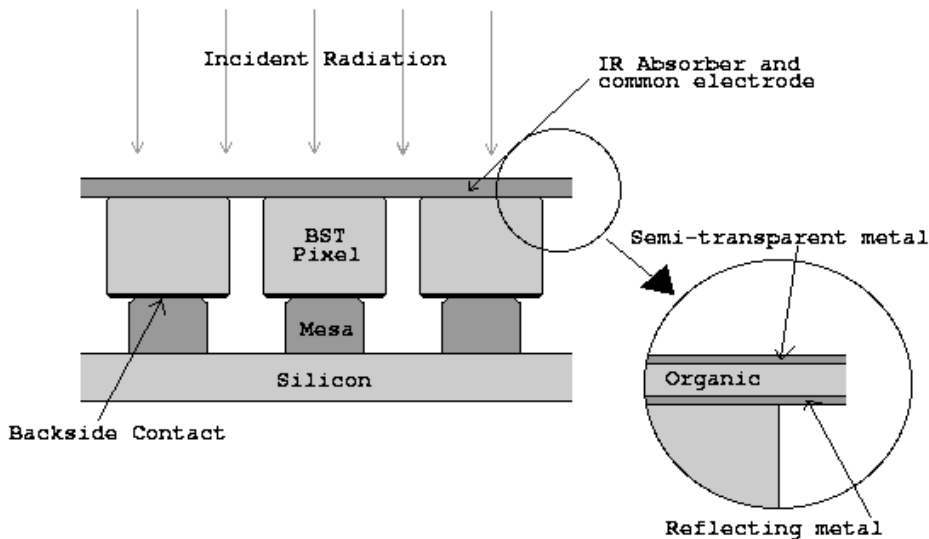 Incident Radiation
IR Absorber and
common electrode
BST
Pixel
Semi-transparent metal
Mesa
Silicon
Organic
Backside Contact
Reflecting metal